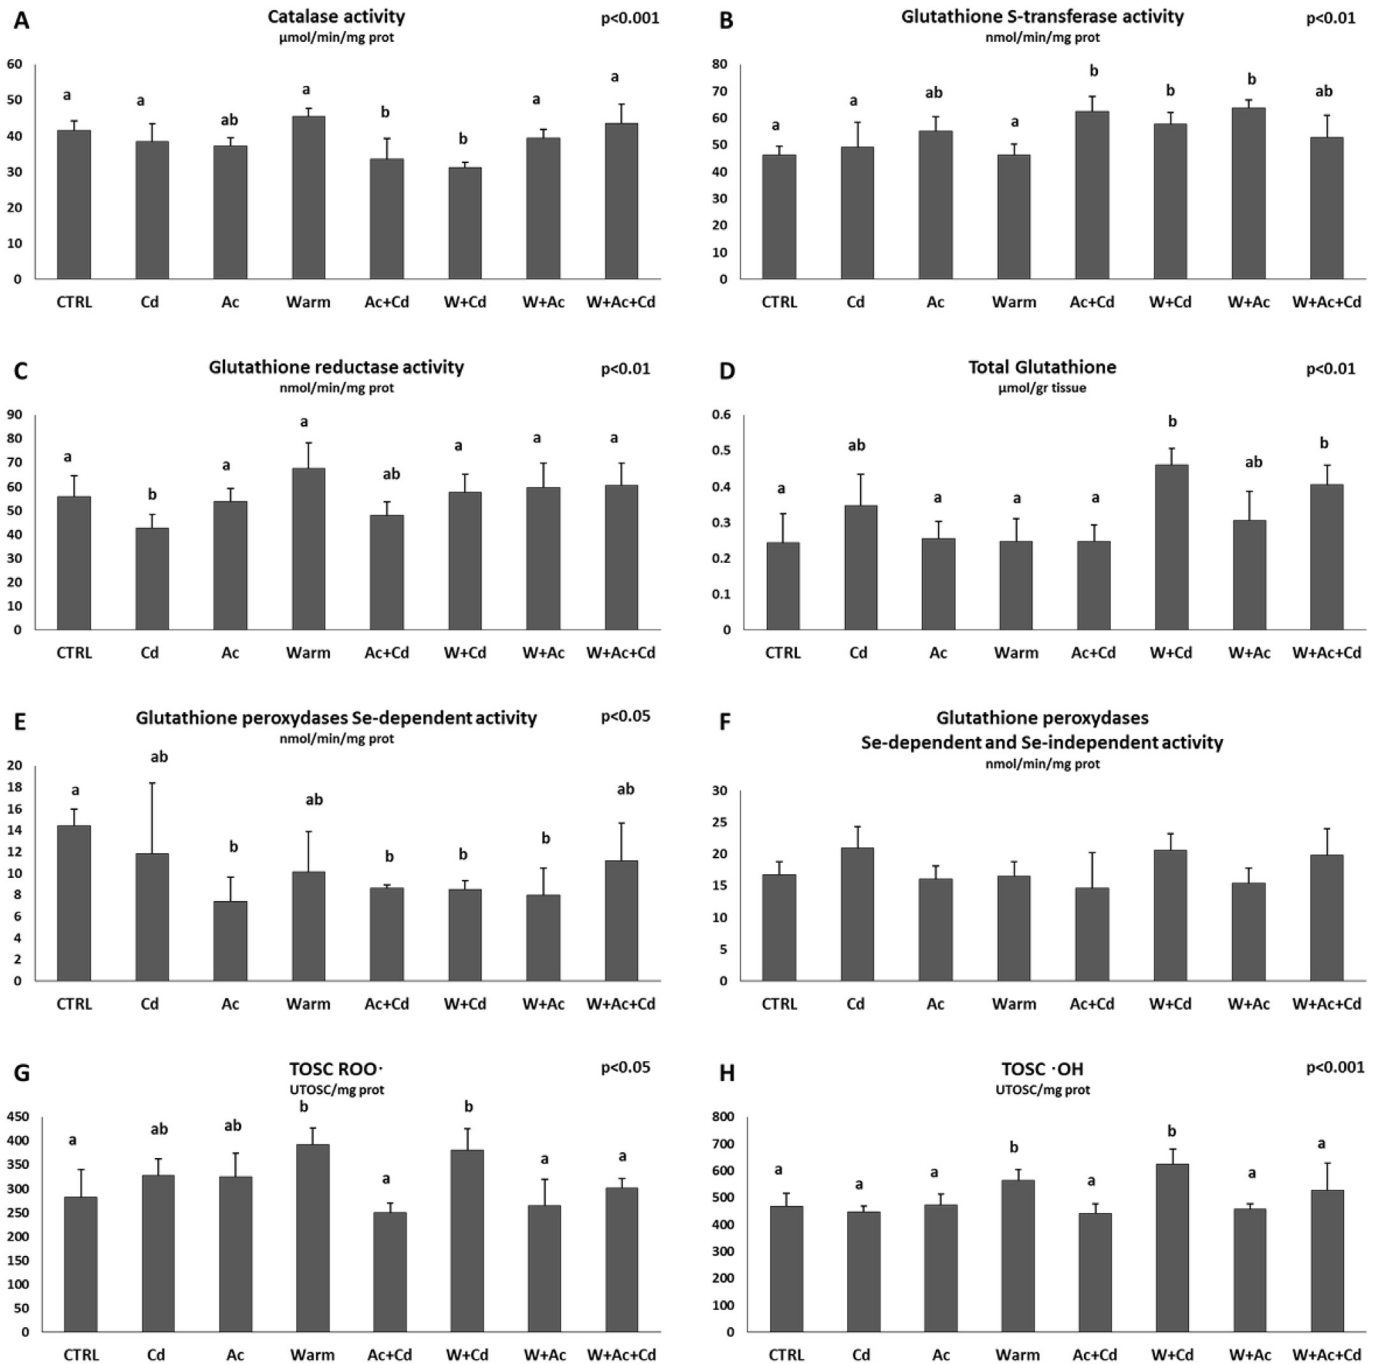 A
Catalase activity
p<0.001
µmol/min/mg prot
60
50
40
30
20
10
0
a
a
ab
a
b
b
a
a
CTRL Cd Ac Warm Ac+Cd W+Cd W+Ac W+Ac+Cd
B
Glutathione S-transferase activity
p<0.01
nmol/min/mg prot
80
70
60
50
40
30
20
10
0
a
a
ab
a
b
b
b
ab
CTRL Cd Ac Warm Ac+Cd W+Cd W+Ac W+Ac+Cd
C
Glutathione reductase activity
p<0.01
nmol/min/mg prot
90
80
70
60
50
40
30
20
10
0
a
b
a
a
ab
a
a
a
CTRL Cd Ac Warm Ac+Cd W+Cd W+Ac W+Ac+Cd
D
Total Glutathione
p<0.01
µmol/gr tissue
0.6
0.5
0.4
0.3
0.2
0.1
0
a
ab
a
a
a
b
ab
b
CTRL Cd Ac Warm Ac+Cd W+Cd W+Ac W+Ac+Cd
E
Glutathione peroxydases Se-dependent activity
p<0.05
nmol/min/mg prot
20
18
16
14
12
10
8
6
4
2
0
a
ab
b
ab
b
b
b
ab
CTRL Cd Ac Warm Ac+Cd W+Cd W+Ac W+Ac+Cd
F
Glutathione peroxydases
Se-dependent and Se-independent activity
nmol/min/mg prot
30
25
20
15
10
5
0
CTRL Cd Ac Warm Ac+Cd W+Cd W+Ac W+Ac+Cd
G
TOSC ROO·
p<0.05
UTOSC/mg prot
450
400
350
300
250
200
150
100
50
0
a
ab
ab
b
a
b
a
a
CTRL Cd Ac Warm Ac+Cd W+Cd W+Ac W+Ac+Cd
H
TOSC ·OH
p<0.001
UTOSC/mg prot
800
700
600
500
400
300
200
100
0
a
a
a
b
a
b
a
a
CTRL Cd Ac Warm Ac+Cd W+Cd W+Ac W+Ac+Cd